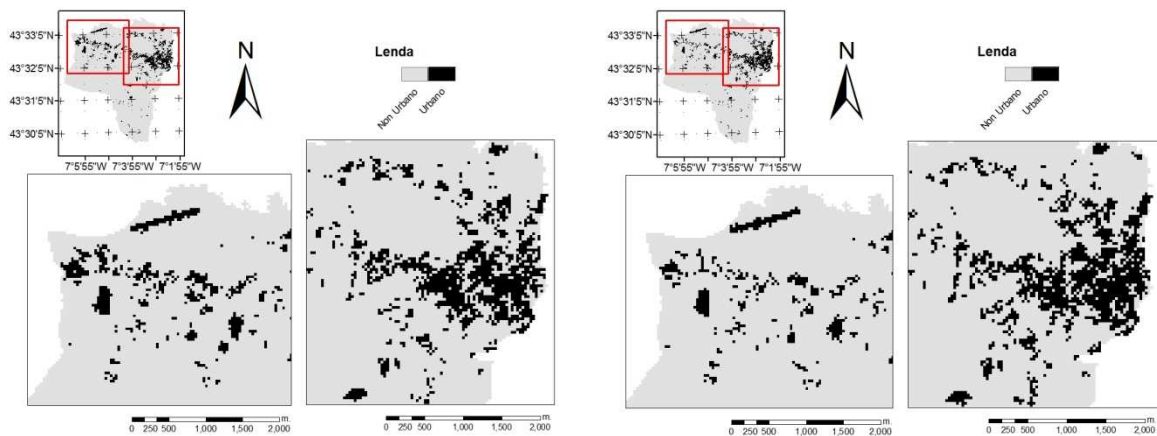 43°33'5"N
43°32'5"N
43°31'5"N
43°30'5"N
7°5'55"W 7°3'55"W 7°1'55"W
N
Lenda
Non Urbano
Urbano
m.
0 250 500 1,000 1,500 2,000
m.
0 250 500 1,000 1,500 2,000
43°33'5"N
43°32'5"N
43°31'5"N
43°30'5"N
7°5'55"W 7°3'55"W 7°1'55"W
N
Lenda
Non Urbano
Urbano
m.
0 250 500 1,000 1,500 2,000
m.
0 250 500 1,000 1,500 2,000